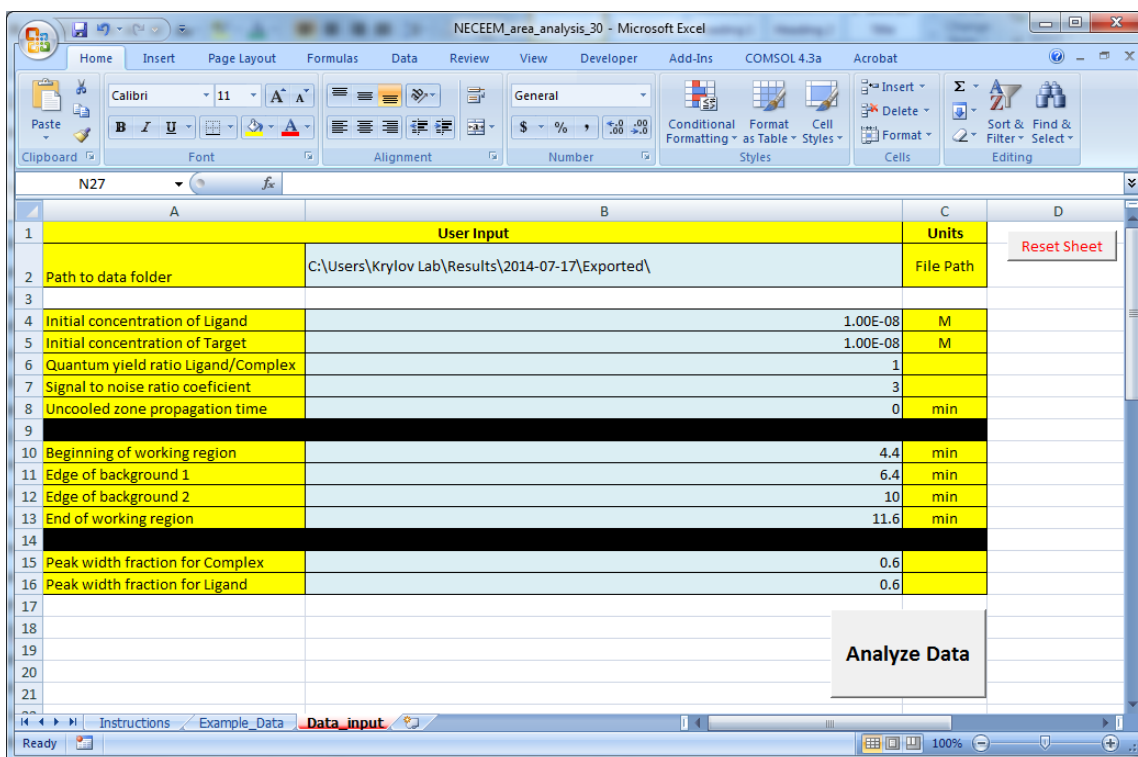 NECEEM_area_analysis_30 - Microsoft Excel
Home Insert Page Layout Formulas Data Review View Developer Add-Ins COMSOL 4.3a Acrobat
Paste
Calibri 11 A A
B I U A
General
$ % , .0 .00 .00 .0
Conditional Formatting
Format as Table
Cell Styles
Insert
Delete
Format
Σ
Sort & Filter
Find & Select
Clipboard Font Alignment Number Styles Cells Editing
N27 fx
A B C D
1 User Input Units
Reset Sheet
2 Path to data folder C:\Users\Krylov Lab\Results\2014-07-17\Exported\ File Path
3
4 Initial concentration of Ligand 1.00E-08 M
5 Initial concentration of Target 1.00E-08 M
6 Quantum yield ratio Ligand/Complex 1
7 Signal to noise ratio coeficient 3
8 Uncooled zone propagation time 0 min
9
10 Beginning of working region 4.4 min
11 Edge of background 1 6.4 min
12 Edge of background 2 10 min
13 End of working region 11.6 min
14
15 Peak width fraction for Complex 0.6
16 Peak width fraction for Ligand 0.6
17
18
19
Analyze Data
20
21
Instructions Example_Data Data_input
Ready 100%